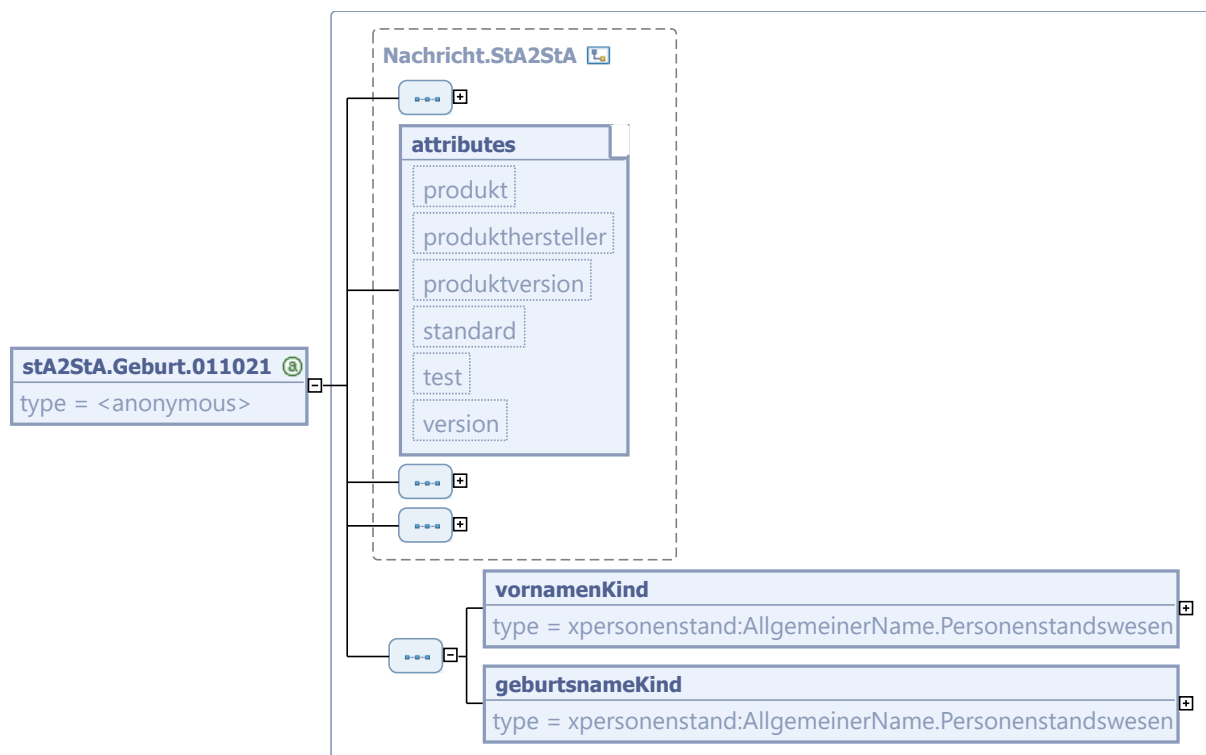 Nachricht.StA2StA
attributes
produkt
produkthersteller
produktversion
standard
test
version
stA2StA.Geburt.011021 @
type = <anonymous>
vornamenKind
type = xpersonenstand:AllgemeinerName.Personenstandswesen
geburtsnameKind
type = xpersonenstand:AllgemeinerName.Personenstandswesen